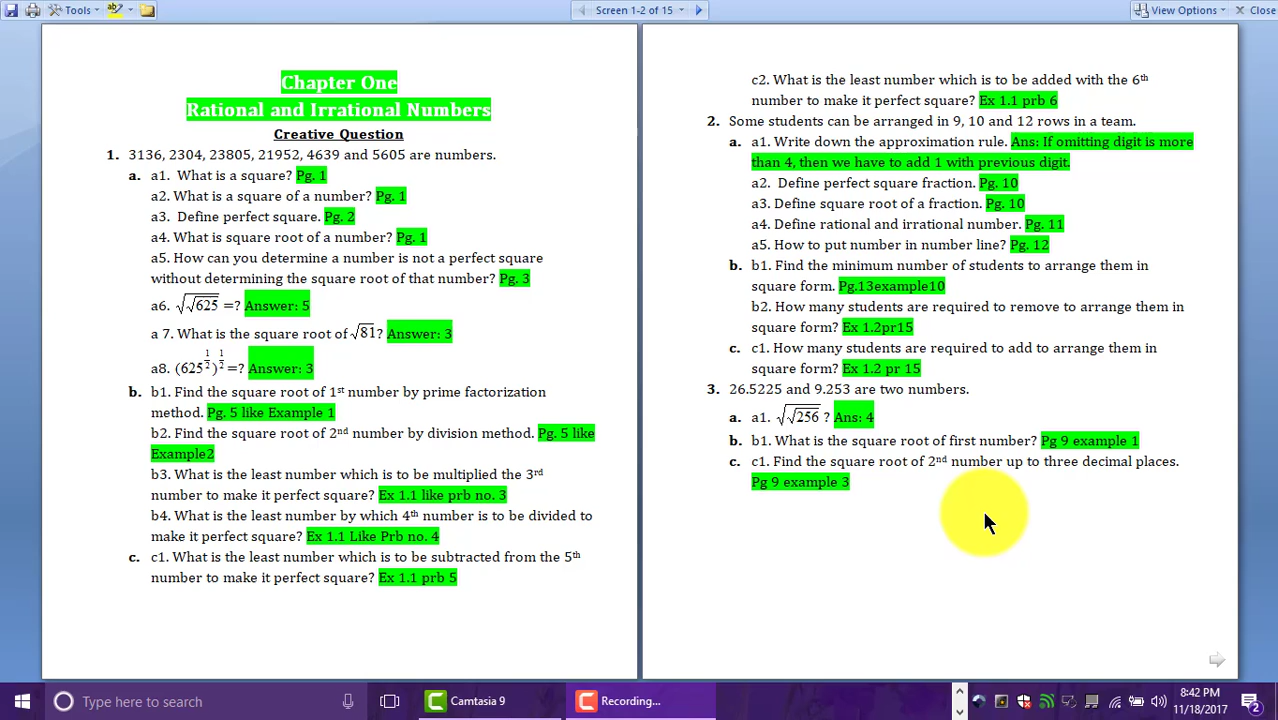 Tools
Screen 1-2 of 15
View Options
Close
Chapter One
Rational and Irrational Numbers
Creative Question
1. 3136, 2304, 23805, 21952, 4639 and 5605 are numbers.
a. a1. What is a square? Pg. 1
a2. What is a square of a number? Pg. 1
a3. Define perfect square. Pg. 2
a4. What is square root of a number? Pg. 1
a5. How can you determine a number is not a perfect square
without determining the square root of that number? Pg. 3
a6. √√625 =? Answer: 5
a 7. What is the square root of √81? Answer: 3
a8. (625^1/2)^1/2 =? Answer: 3
b. b1. Find the square root of 1st number by prime factorization
method. Pg. 5 like Example 1
b2. Find the square root of 2nd number by division method. Pg. 5 like
Example2
b3. What is the least number which is to be multiplied the 3rd
number to make it perfect square? Ex 1.1 like prb no. 3
b4. What is the least number by which 4th number is to be divided to
make it perfect square? Ex 1.1 Like Prb no. 4
c. c1. What is the least number which is to be subtracted from the 5th
number to make it perfect square? Ex 1.1 prb 5
c2. What is the least number which is to be added with the 6th
number to make it perfect square? Ex 1.1 prb 6
2. Some students can be arranged in 9, 10 and 12 rows in a team.
a. a1. Write down the approximation rule. Ans: If omitting digit is more
than 4, then we have to add 1 with previous digit.
a2. Define perfect square fraction. Pg. 10
a3. Define square root of a fraction. Pg. 10
a4. Define rational and irrational number. Pg. 11
a5. How to put number in number line? Pg. 12
b. b1. Find the minimum number of students to arrange them in
square form. Pg.13example10
b2. How many students are required to remove to arrange them in
square form? Ex 1.2pr15
c. c1. How many students are required to add to arrange them in
square form? Ex 1.2 pr 15
3. 26.5225 and 9.253 are two numbers.
a. a1. √√256 ? Ans: 4
b. b1. What is the square root of first number? Pg 9 example 1
c. c1. Find the square root of 2nd number up to three decimal places.
Pg 9 example 3
Type here to search
Camtasia 9
Recording...
8:42 PM
11/18/2017
2